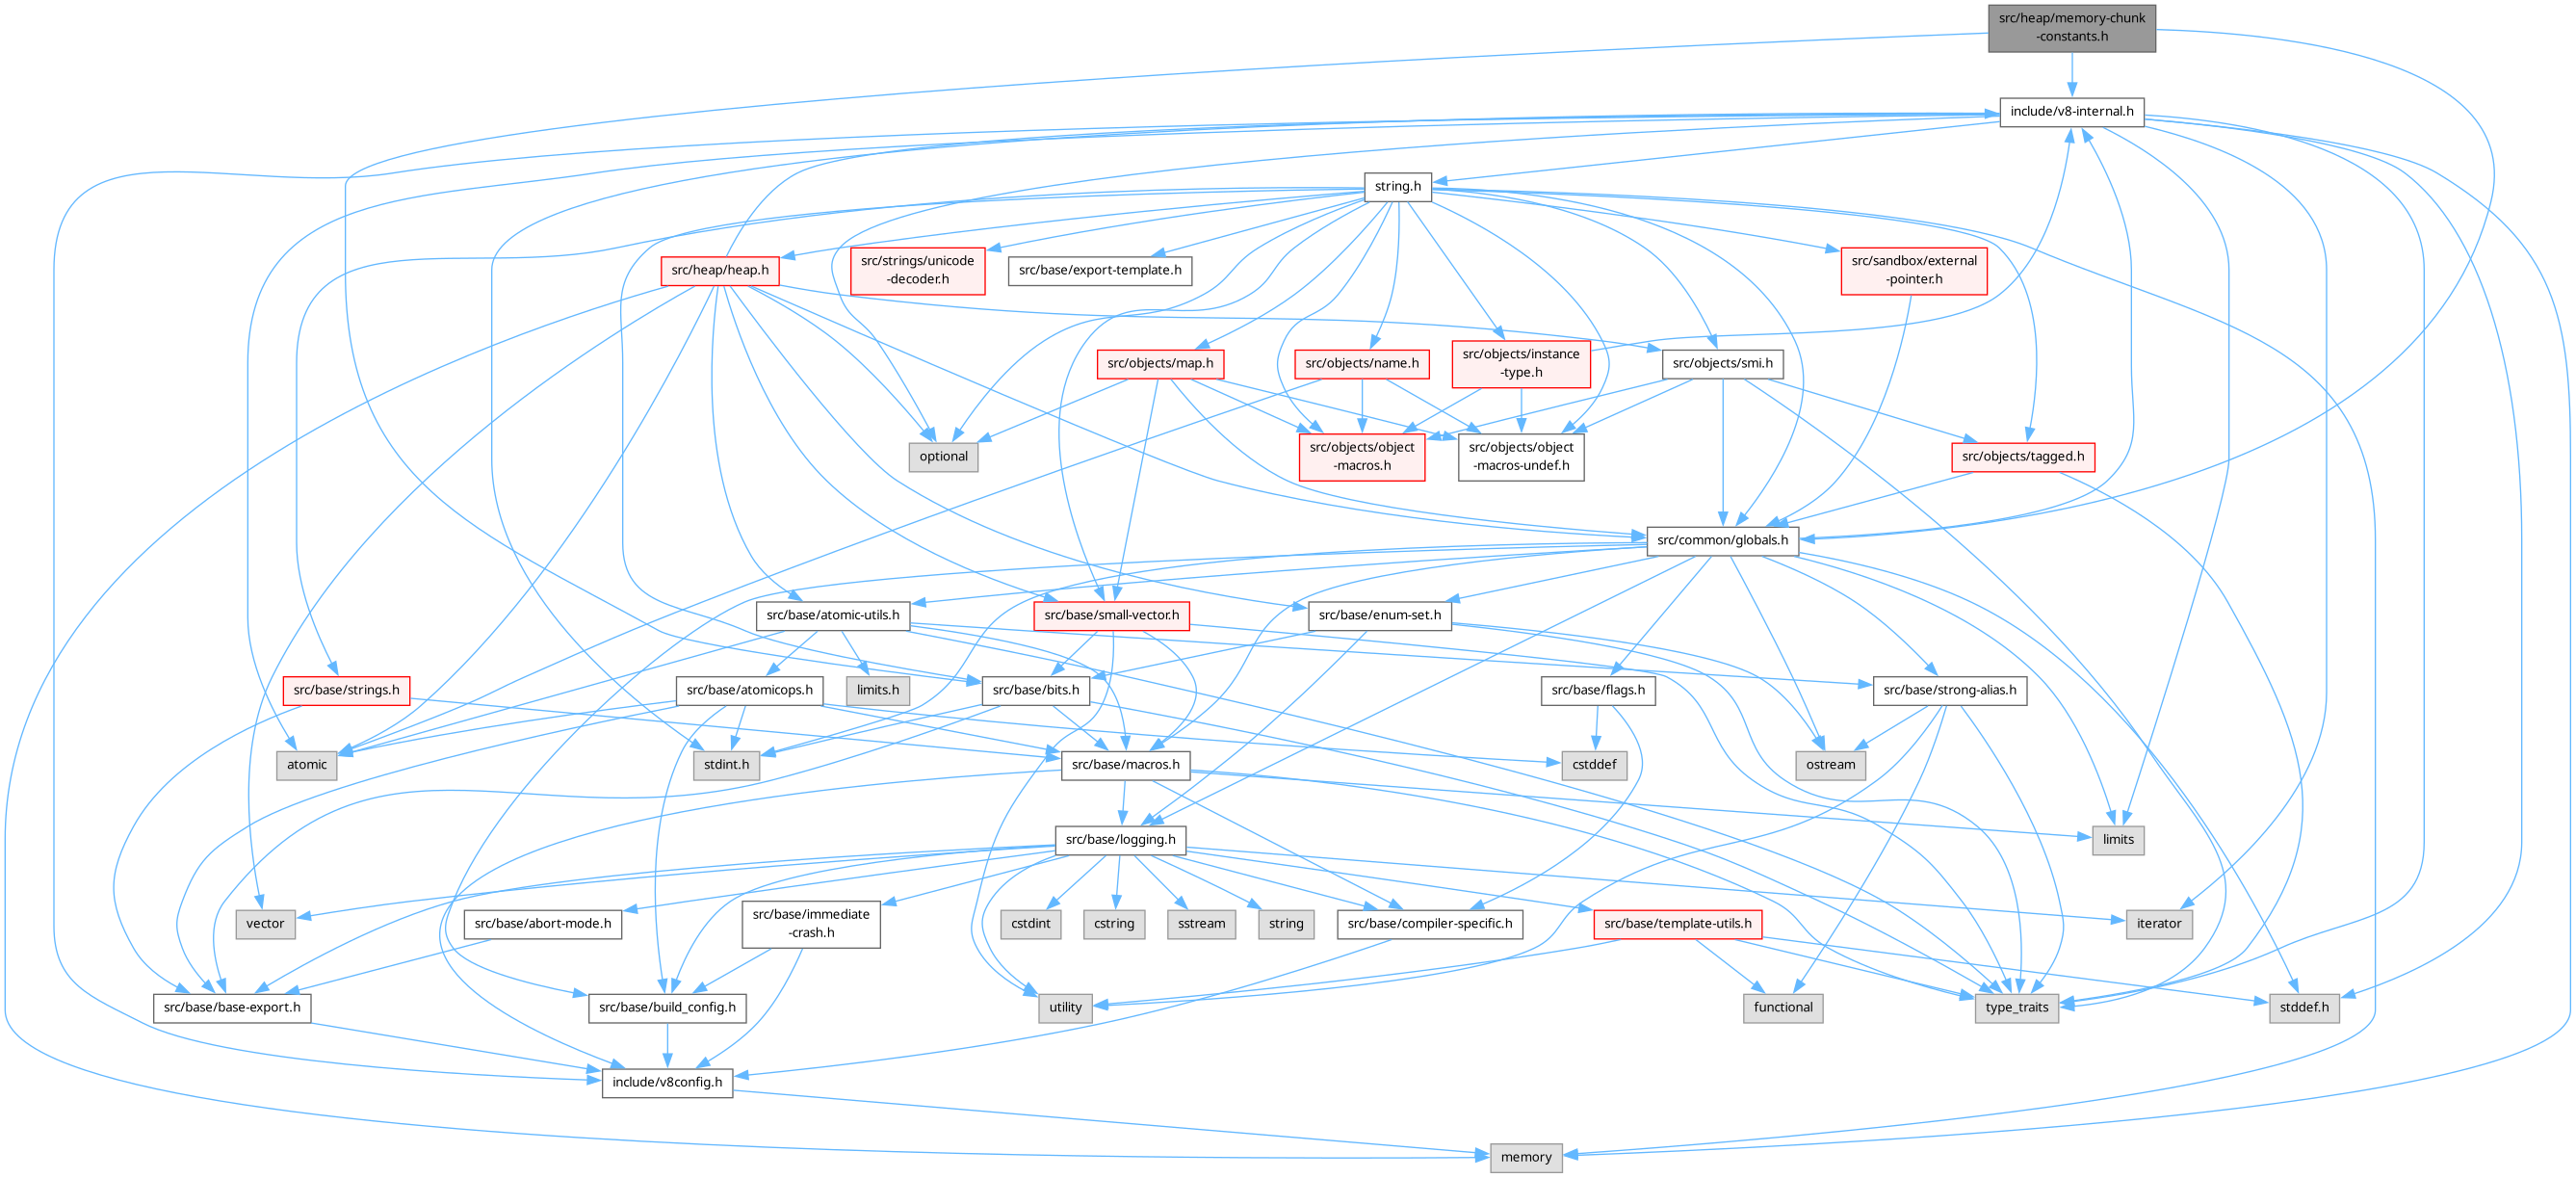 src/heap/memory-chunk
-constants.h
include/v8-internal.h
string.h
src/heap/heap.h
src/strings/unicode
-decoder.h
src/base/export-template.h
src/sandbox/external
-pointer.h
src/objects/map.h
src/objects/name.h
src/objects/instance
-type.h
src/objects/smi.h
optional
src/objects/object
-macros.h
src/objects/object
-macros-undef.h
src/objects/tagged.h
src/common/globals.h
src/base/atomic-utils.h
src/base/small-vector.h
src/base/enum-set.h
src/base/strings.h
src/base/atomicops.h
limits.h
src/base/bits.h
src/base/flags.h
src/base/strong-alias.h
atomic
stdint.h
src/base/macros.h
cstddef
ostream
src/base/logging.h
limits
vector
src/base/abort-mode.h
src/base/immediate
-crash.h
cstdint
cstring
sstream
string
src/base/compiler-specific.h
src/base/template-utils.h
iterator
src/base/base-export.h
src/base/build_config.h
utility
functional
type_traits
stddef.h
include/v8config.h
memory